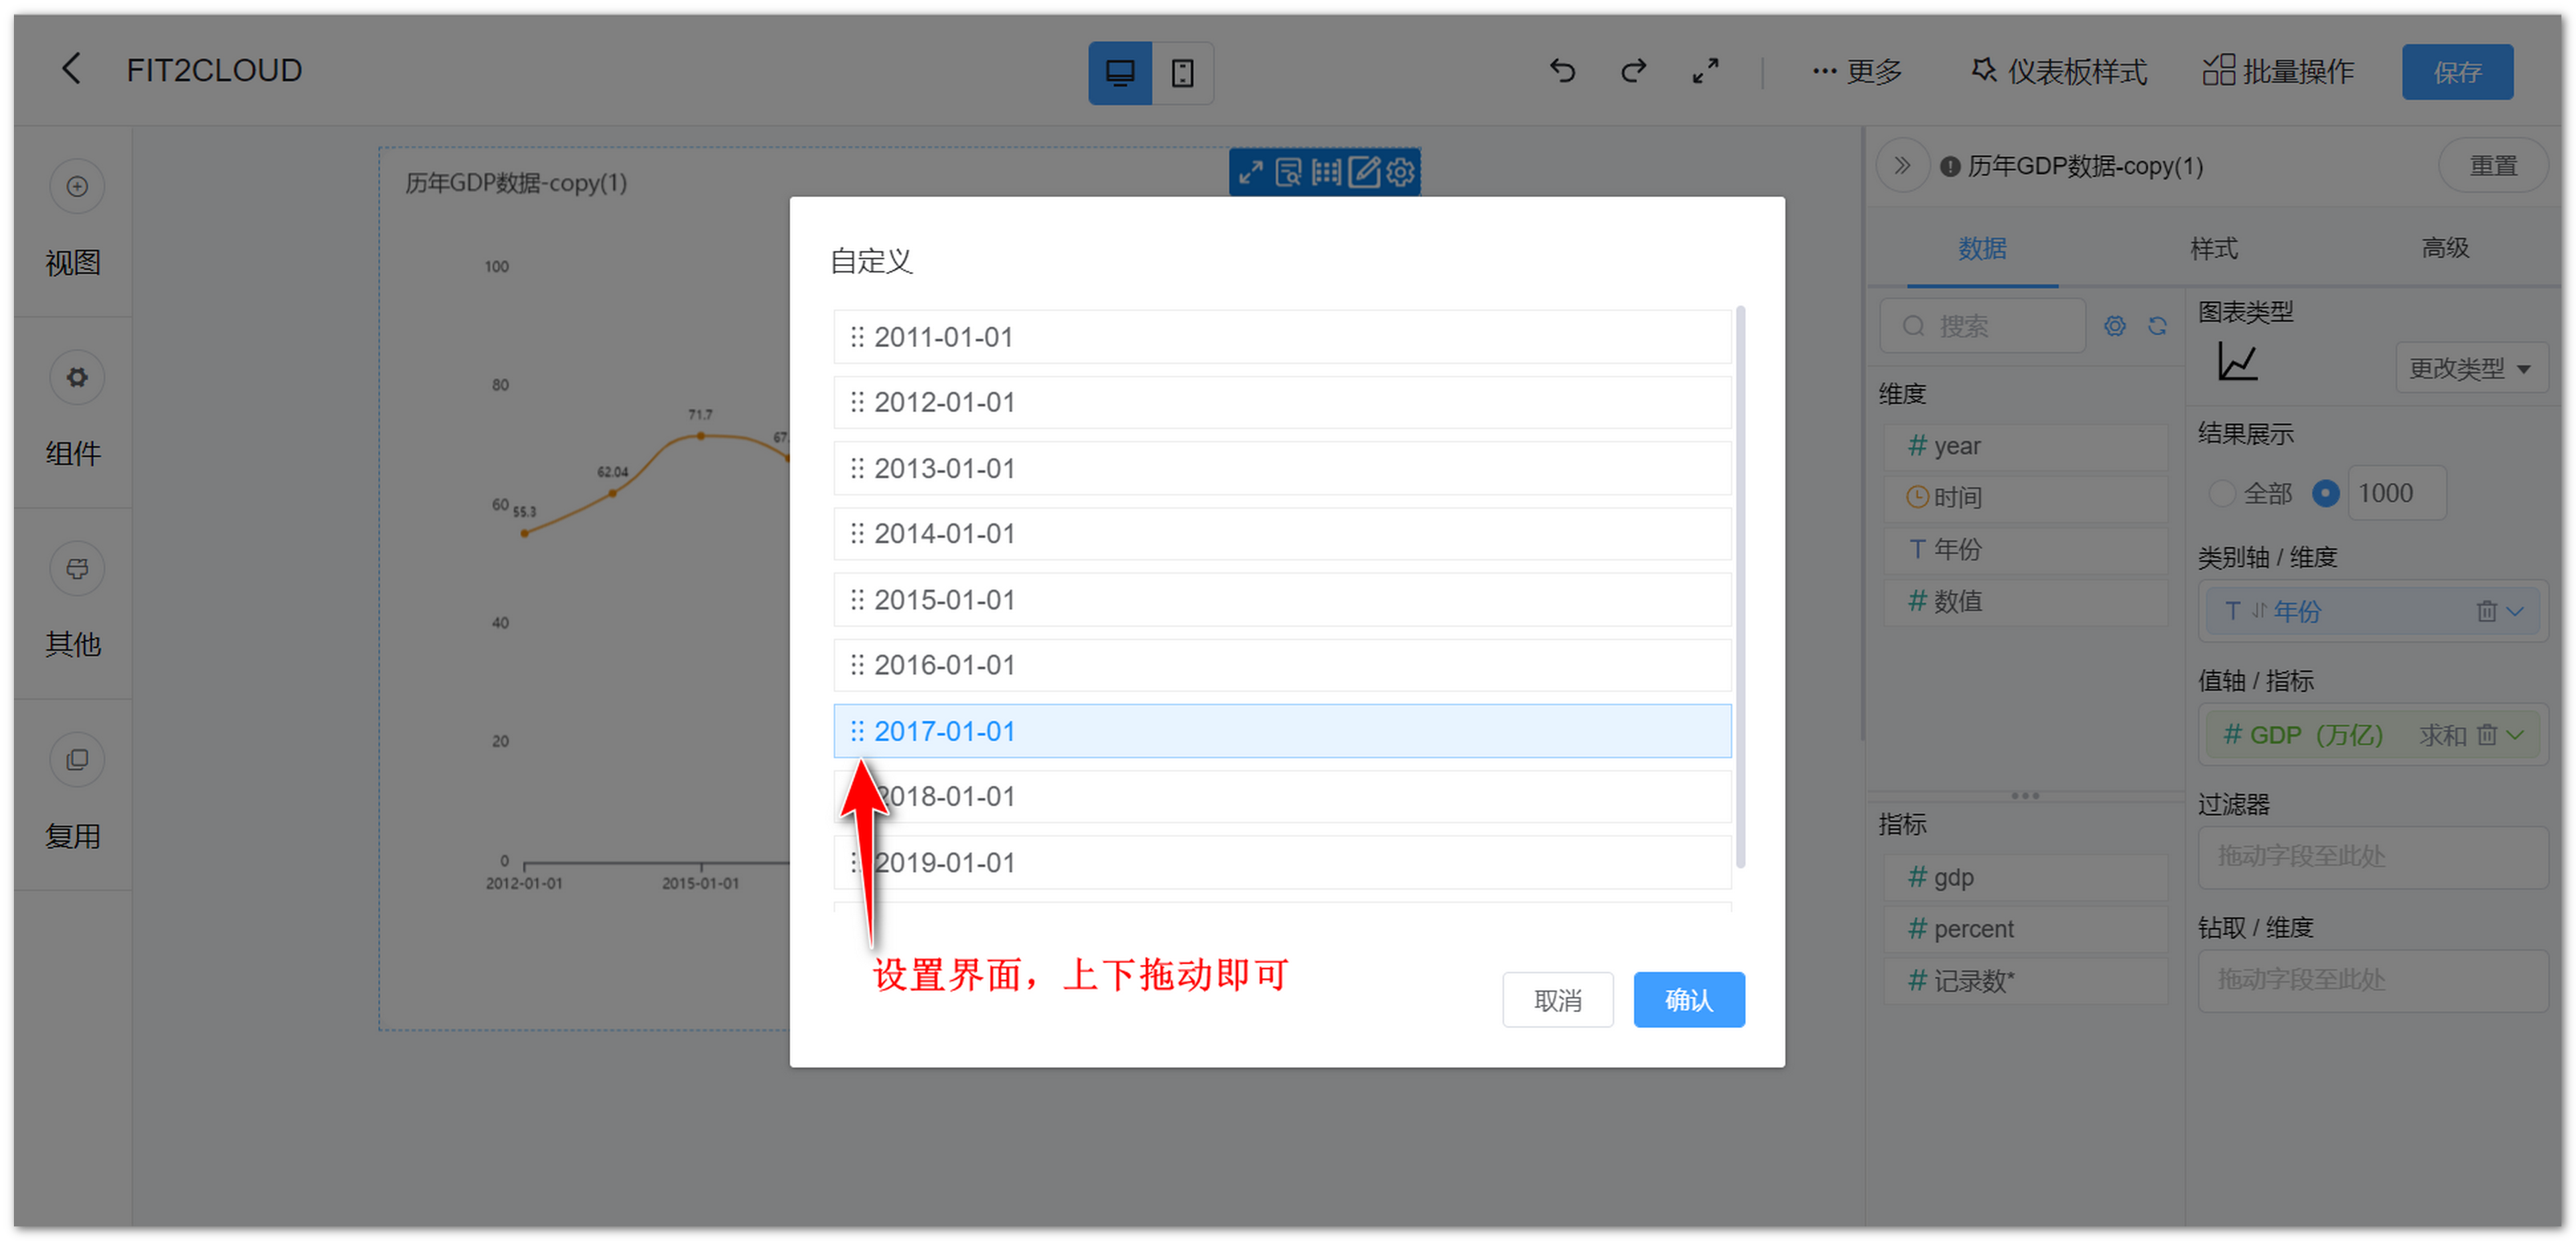 FIT2CLOUD
更多
仪表板样式
批量操作
保存
视图
组件
其他
复用
历年GDP数据-copy(1)
100
80
60
40
20
0
55.3
62.04
71.7
67.
2012-01-01
2015-01-01
自定义
2011-01-01
2012-01-01
2013-01-01
2014-01-01
2015-01-01
2016-01-01
2017-01-01
2018-01-01
2019-01-01
设置界面，上下拖动即可
取消
确认
历年GDP数据-copy(1)
重置
数据
样式
高级
搜索
维度
# year
时间
T 年份
# 数值
指标
# gdp
# percent
# 记录数*
图表类型
更改类型
结果展示
全部
1000
类别轴 / 维度
T 年份
值轴 / 指标
# GDP（万亿） 求和
过滤器
拖动字段至此处
钻取 / 维度
拖动字段至此处